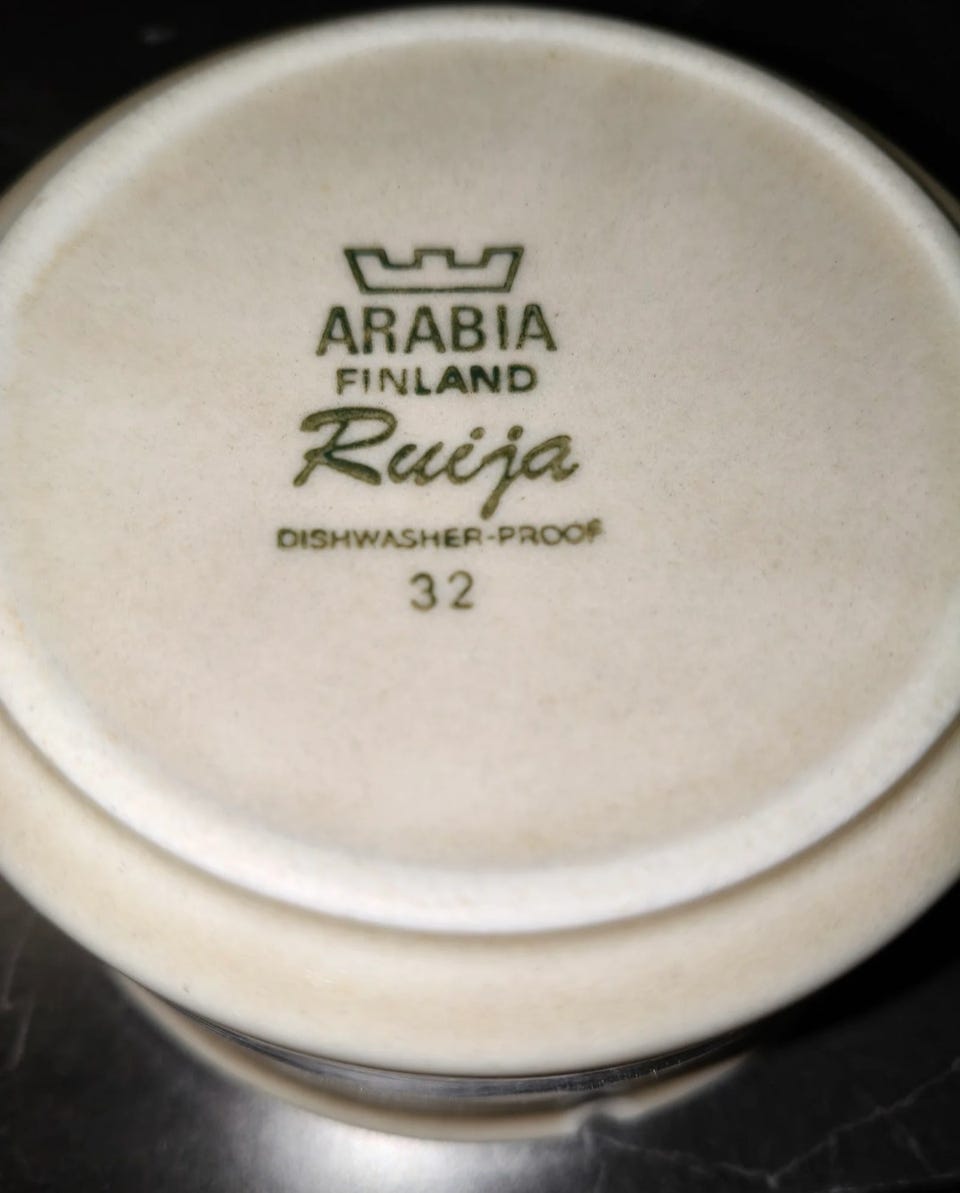 ARABIA
FINLAND
Ruija
DISHWASHER-PROOF
32